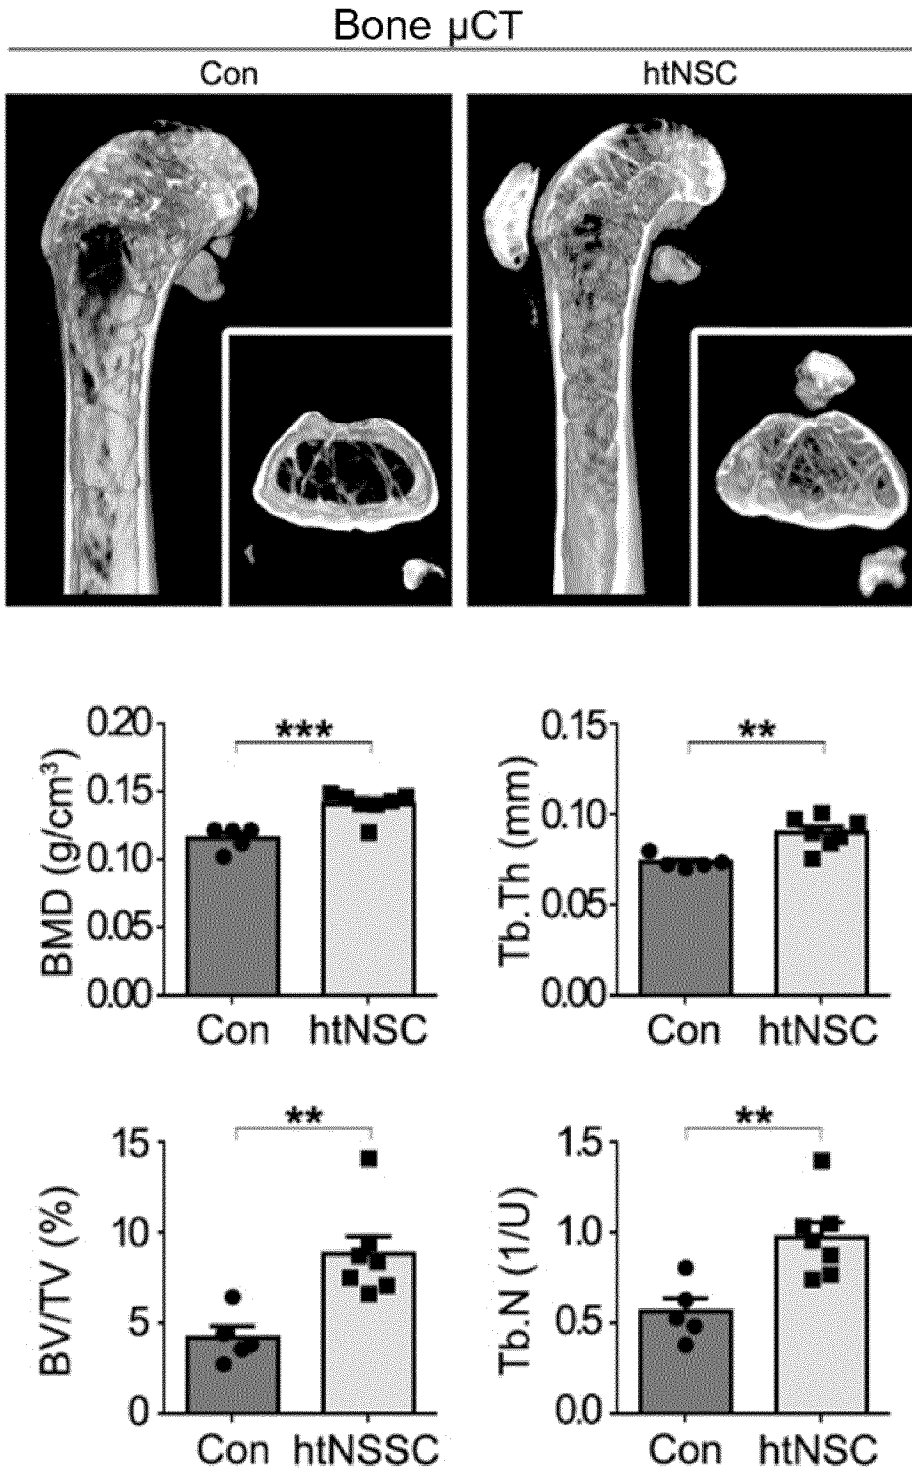 Bone µCT
Con htNSC
***
0.20
0.15
0.10
0.05
0.00
BMD (g/cm³)
Con htNSC
**
0.15
0.10
0.05
0.00
Tb.Th (mm)
Con htNSC
**
15
10
5
0
BV/TV (%)
Con htNSSC
**
1.5
1.0
0.5
0.0
Tb.N (1/U)
Con htNSC